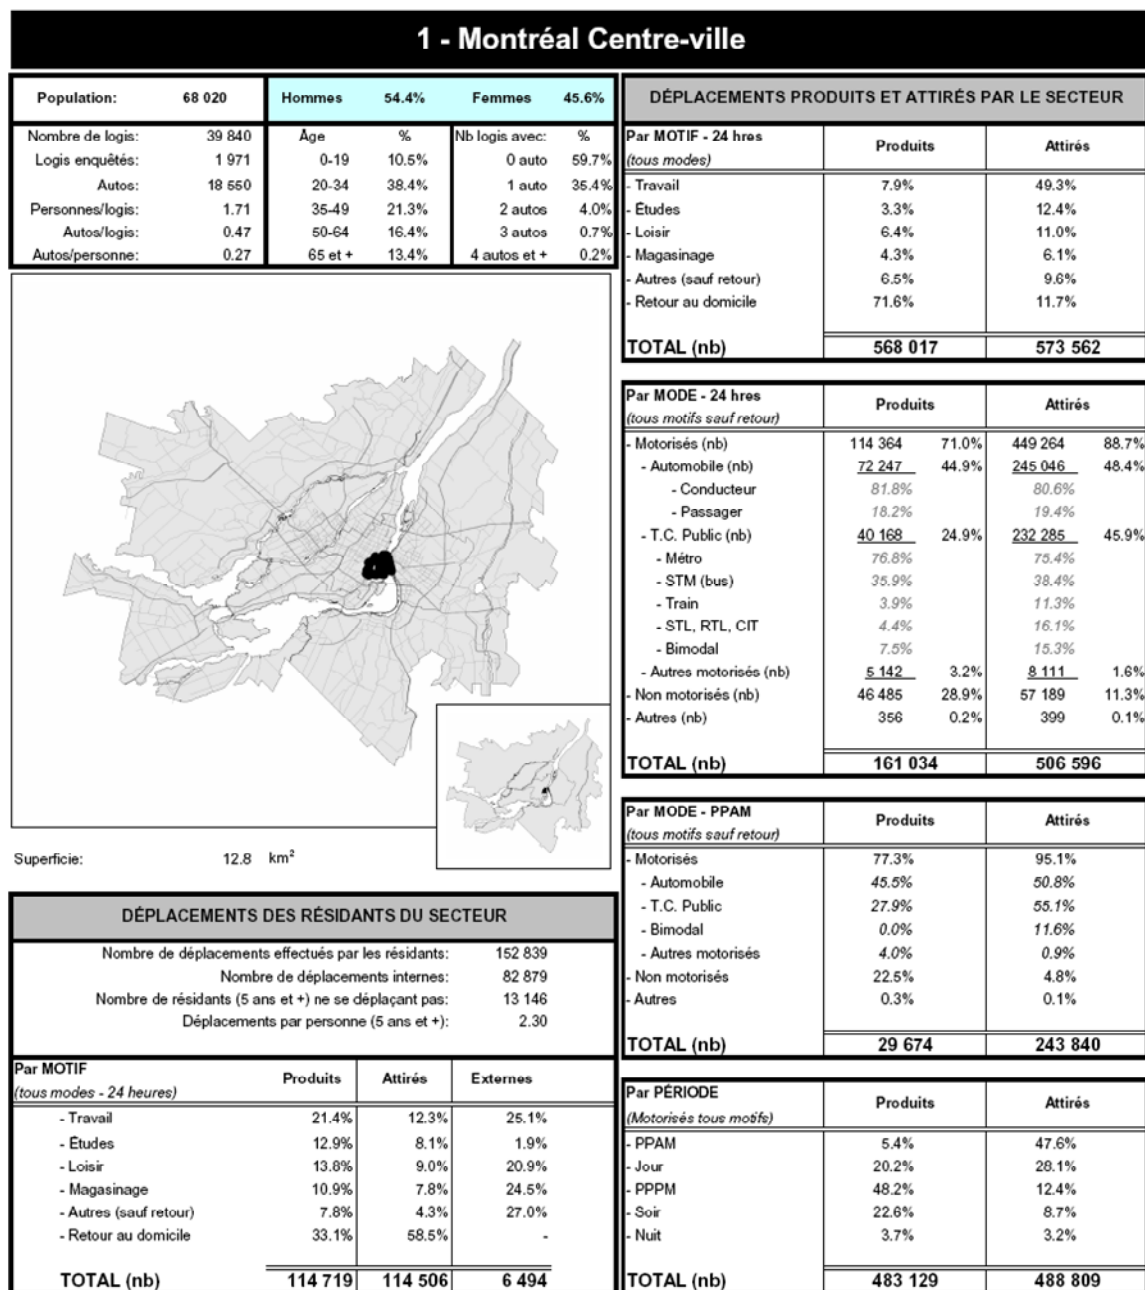 1 - Montréal Centre-ville
Population: 68 020 Hommes 54.4% Femmes 45.6%
Nombre de logis: 39 840 Âge % Nb logis avec: %
Logis enquêtés: 1 971 0-19 10.5% 0 auto 59.7%
Autos: 18 550 20-34 38.4% 1 auto 35.4%
Personnes/logis: 1.71 35-49 21.3% 2 autos 4.0%
Autos/logis: 0.47 50-64 16.4% 3 autos 0.7%
Autos/personne: 0.27 65 et + 13.4% 4 autos et + 0.2%
Superficie: 12.8 km²
DÉPLACEMENTS DES RÉSIDANTS DU SECTEUR
Nombre de déplacements effectués par les résidants: 152 839
Nombre de déplacements internes: 82 879
Nombre de résidants (5 ans et +) ne se déplaçant pas: 13 146
Déplacements par personne (5 ans et +): 2.30
Par MOTIF Produits Attirés Externes
(tous modes - 24 heures)
- Travail 21.4% 12.3% 25.1%
- Études 12.9% 8.1% 1.9%
- Loisir 13.8% 9.0% 20.9%
- Magasinage 10.9% 7.8% 24.5%
- Autres (sauf retour) 7.8% 4.3% 27.0%
- Retour au domicile 33.1% 58.5% -
TOTAL (nb) 114 719 114 506 6 494
DÉPLACEMENTS PRODUITS ET ATTIRÉS PAR LE SECTEUR
Par MOTIF - 24 hres Produits Attirés
(tous modes)
- Travail 7.9% 49.3%
- Études 3.3% 12.4%
- Loisir 6.4% 11.0%
- Magasinage 4.3% 6.1%
- Autres (sauf retour) 6.5% 9.6%
- Retour au domicile 71.6% 11.7%
TOTAL (nb) 568 017 573 562
Par MODE - 24 hres Produits Attirés
(tous motifs sauf retour)
- Motorisés (nb) 114 364 71.0% 449 264 88.7%
- Automobile (nb) 72 247 44.9% 245 046 48.4%
- Conducteur 81.8% 80.6%
- Passager 18.2% 19.4%
- T.C. Public (nb) 40 168 24.9% 232 285 45.9%
- Métro 76.8% 75.4%
- STM (bus) 35.9% 38.4%
- Train 3.9% 11.3%
- STL, RTL, CIT 4.4% 16.1%
- Bimodal 7.5% 15.3%
- Autres motorisés (nb) 5 142 3.2% 8 111 1.6%
- Non motorisés (nb) 46 485 28.9% 57 189 11.3%
- Autres (nb) 356 0.2% 399 0.1%
TOTAL (nb) 161 034 506 596
Par MODE - PPAM Produits Attirés
(tous motifs sauf retour)
- Motorisés 77.3% 95.1%
- Automobile 45.5% 50.8%
- T.C. Public 27.9% 55.1%
- Bimodal 0.0% 11.6%
- Autres motorisés 4.0% 0.9%
- Non motorisés 22.5% 4.8%
- Autres 0.3% 0.1%
TOTAL (nb) 29 674 243 840
Par PÉRIODE Produits Attirés
(Motorisés tous motifs)
- PPAM 5.4% 47.6%
- Jour 20.2% 28.1%
- PPPM 48.2% 12.4%
- Soir 22.6% 8.7%
- Nuit 3.7% 3.2%
TOTAL (nb) 483 129 488 809